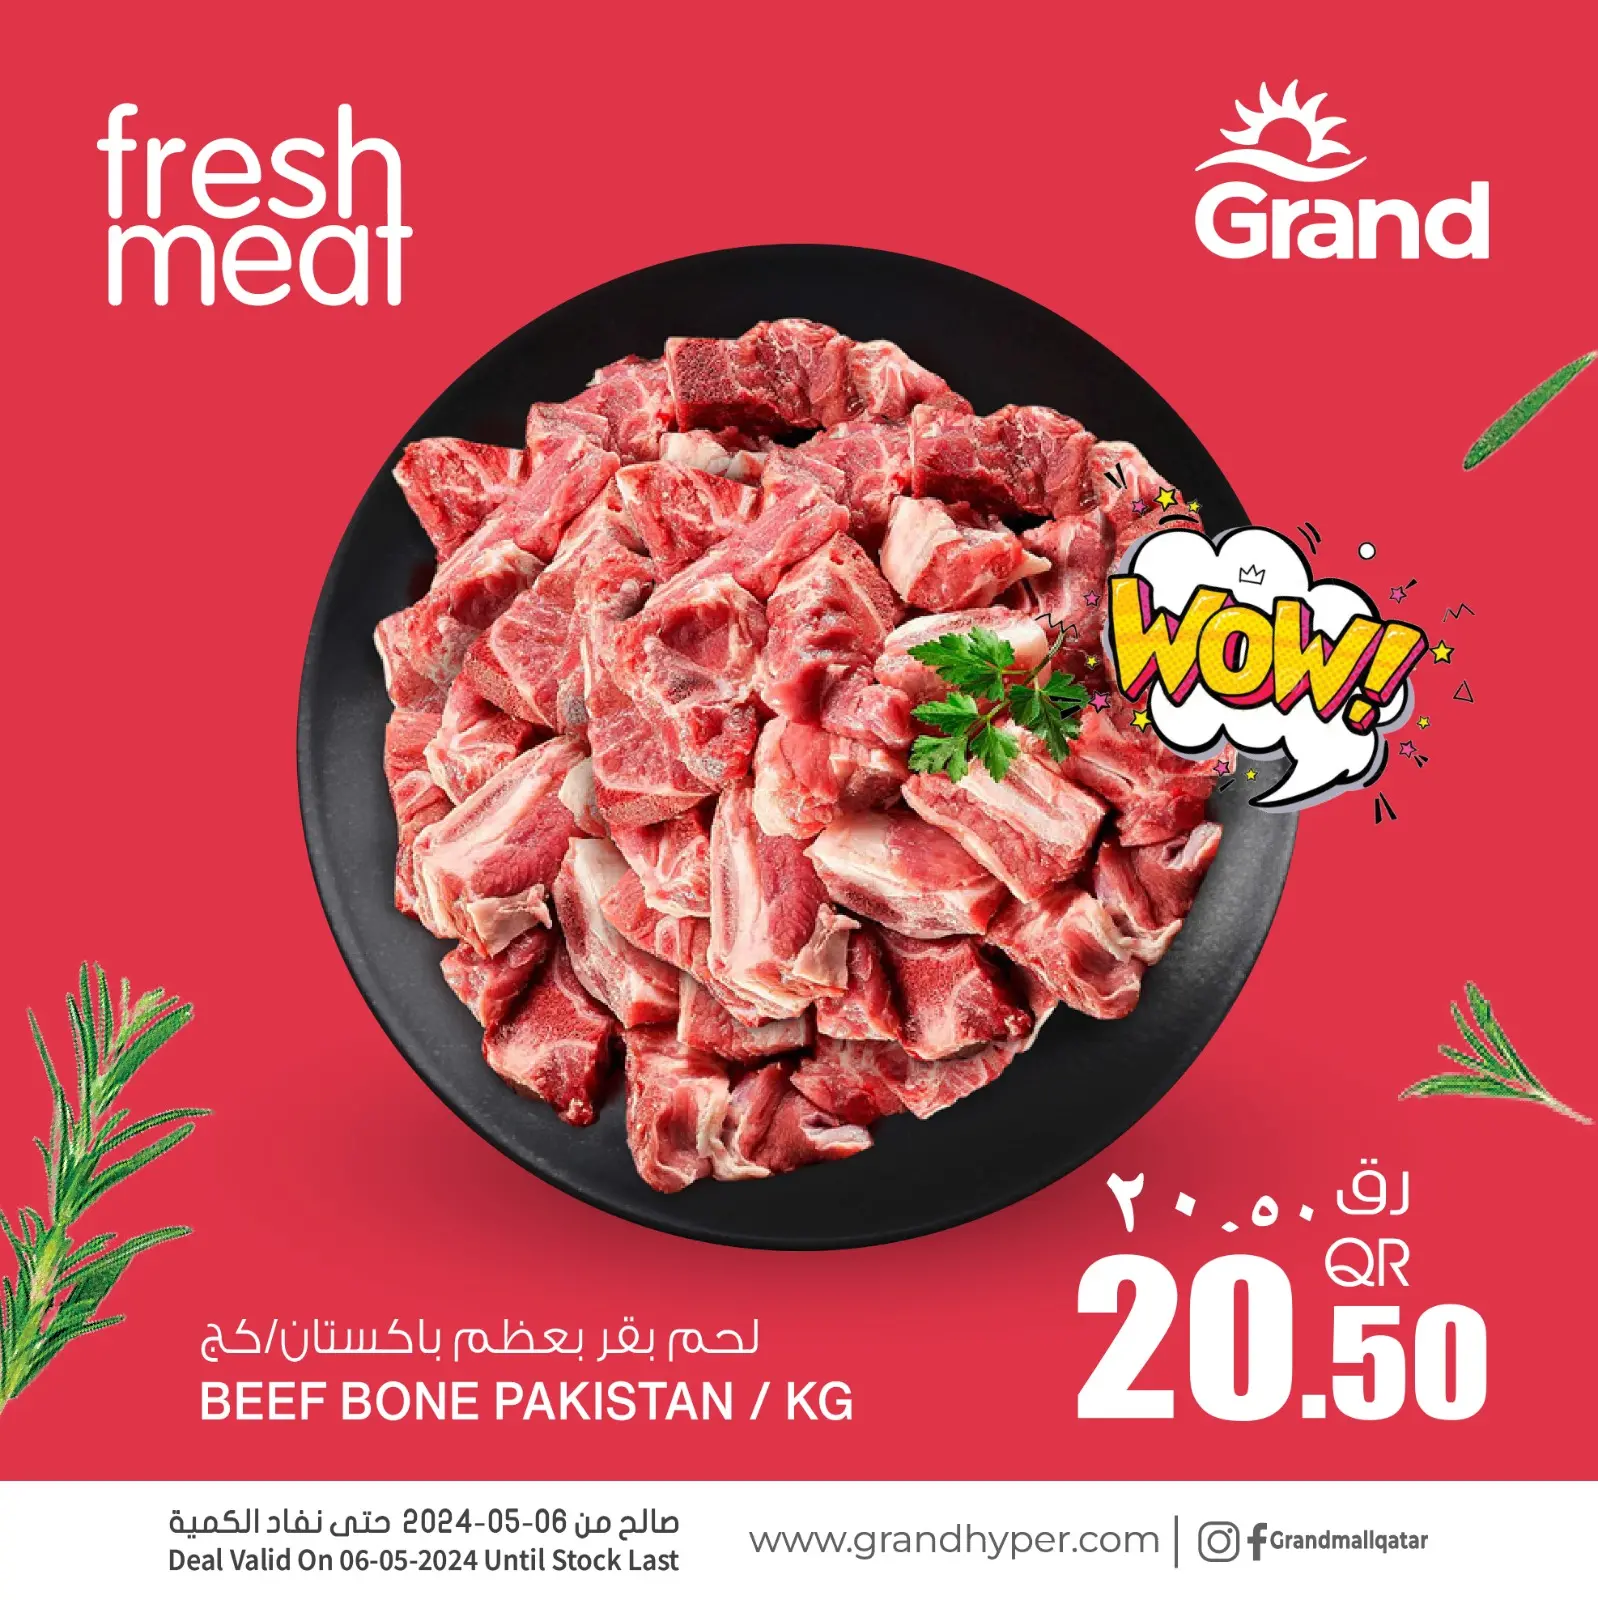 fresh
meat
Grand
WOW!
٢٠.٥٠ رق
QR
20.50
لحم بقر بعظم باكستان/كج
BEEF BONE PAKISTAN / KG
صالح من 06-05-2024 حتى نفاد الكمية
Deal Valid On 06-05-2024 Until Stock Last
www.grandhyper.com | Grandmallqatar